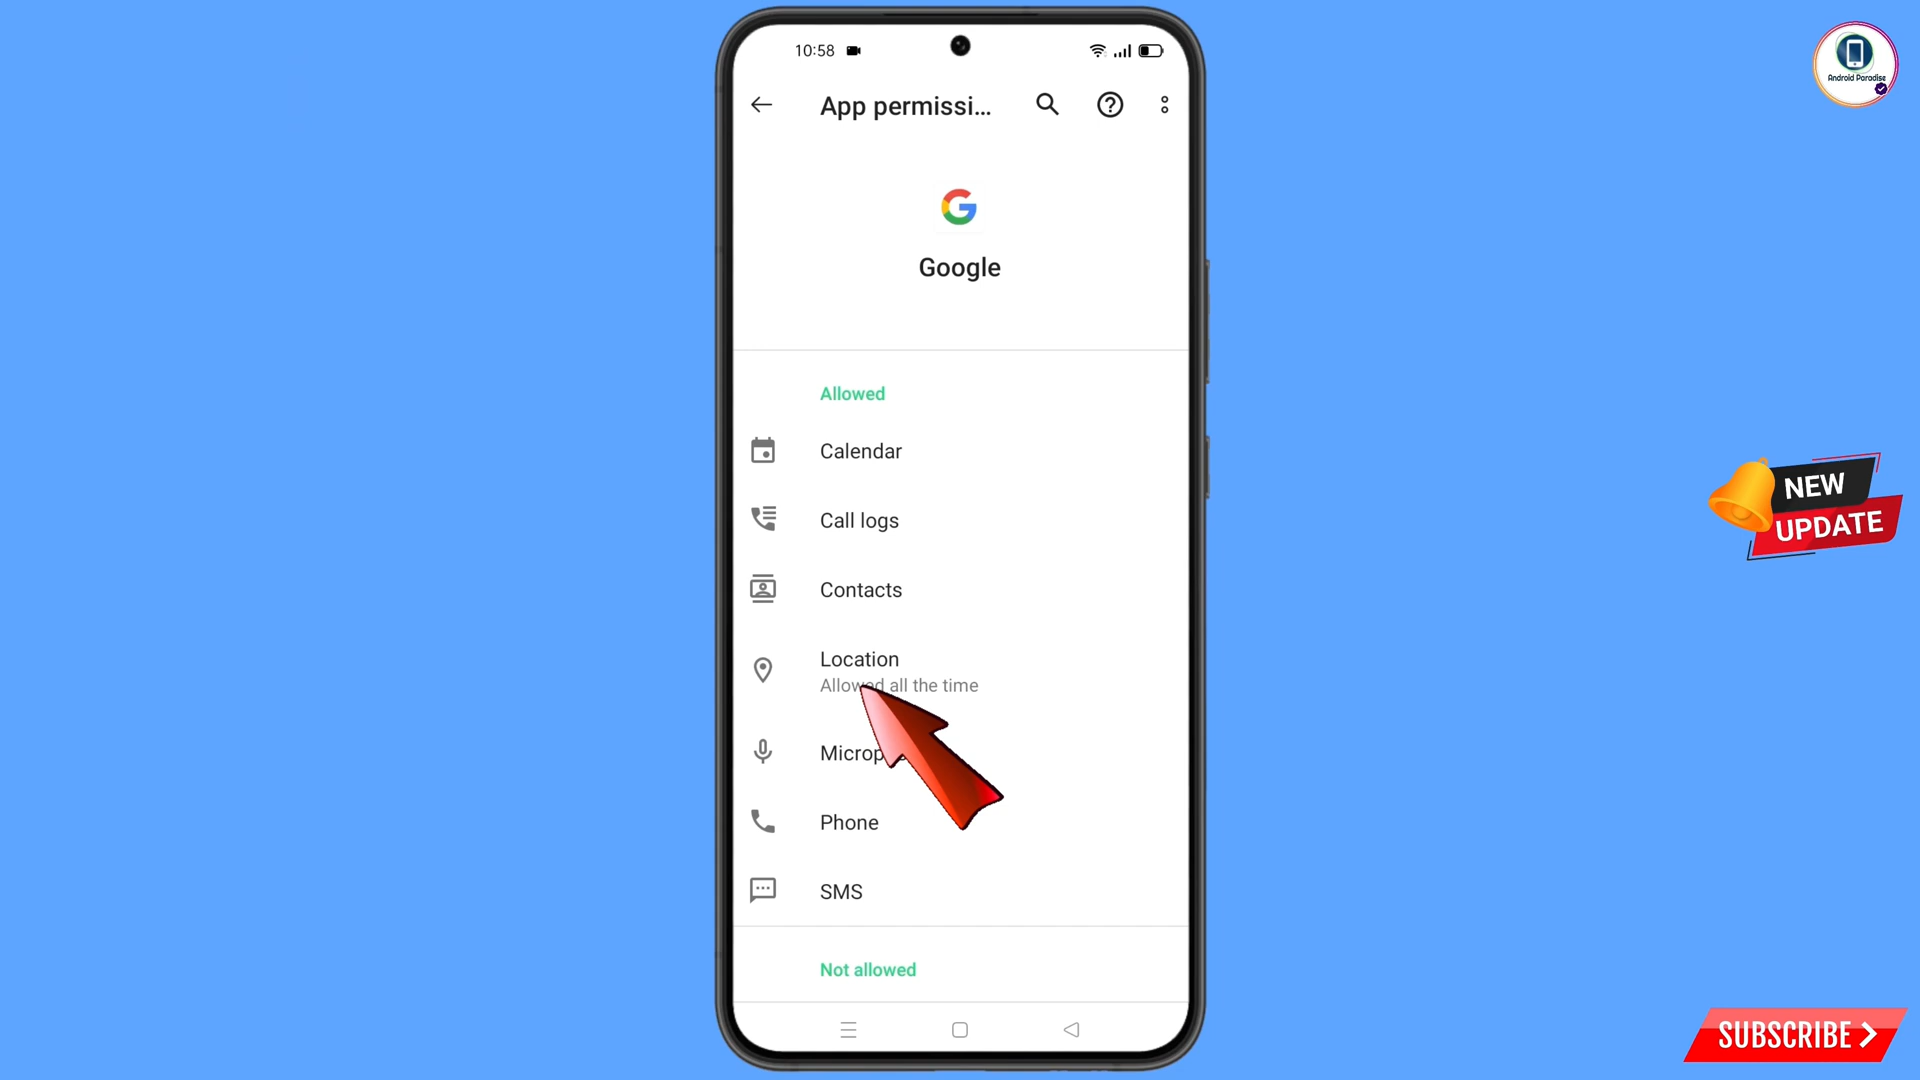 10:58
App permissi...
Google
Allowed
Calendar
Call logs
Contacts
Location
Allowed all the time
Phone
SMS
Not allowed
Android Paradise
NEW
UPDATE
SUBSCRIBE